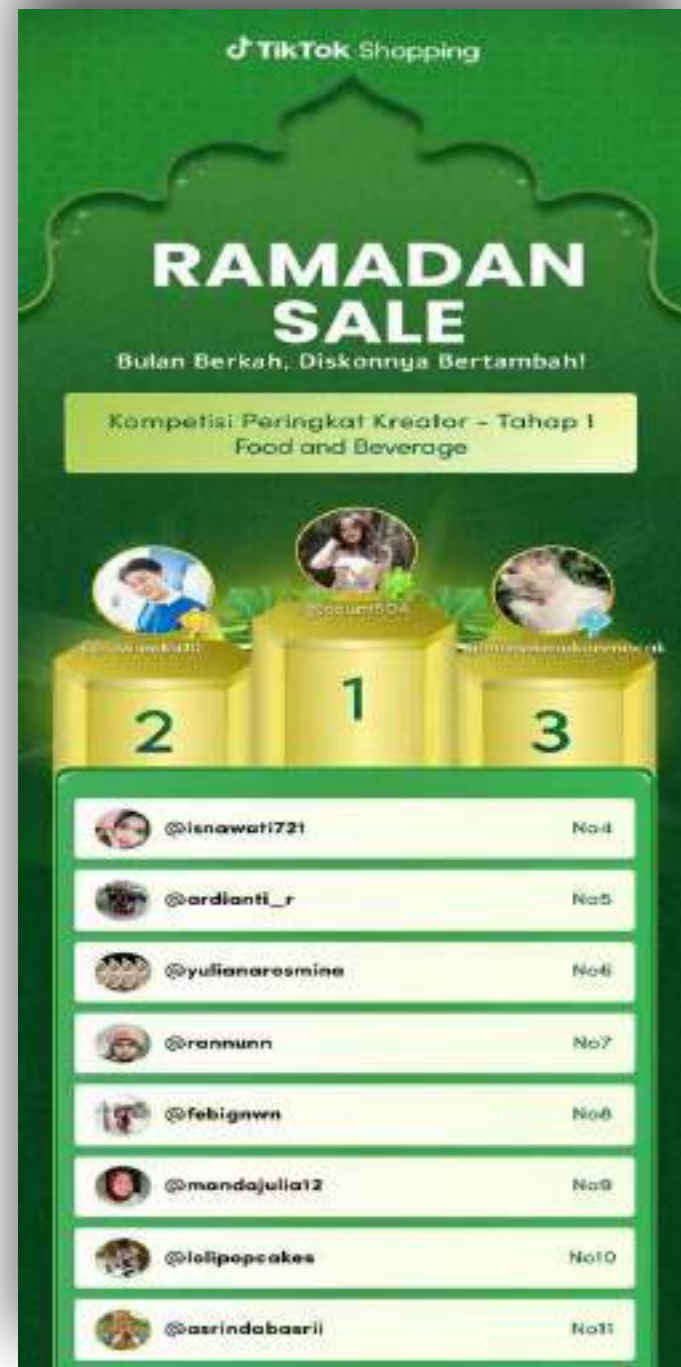 TikTok Shopping
RAMADAN
SALE
Bulan Berkah, Diskonnya Bertambah!
Kompetisi Peringkat Kreator - Tahap 1
Food and Beverage
1
2
3
@isnawati721 No4
@ardianti_r No5
@yulianarosmina No6
@rannunn No7
@febignwn No8
@mandajulia12 No9
@lolipopcakes No10
@asrindabasrii No11